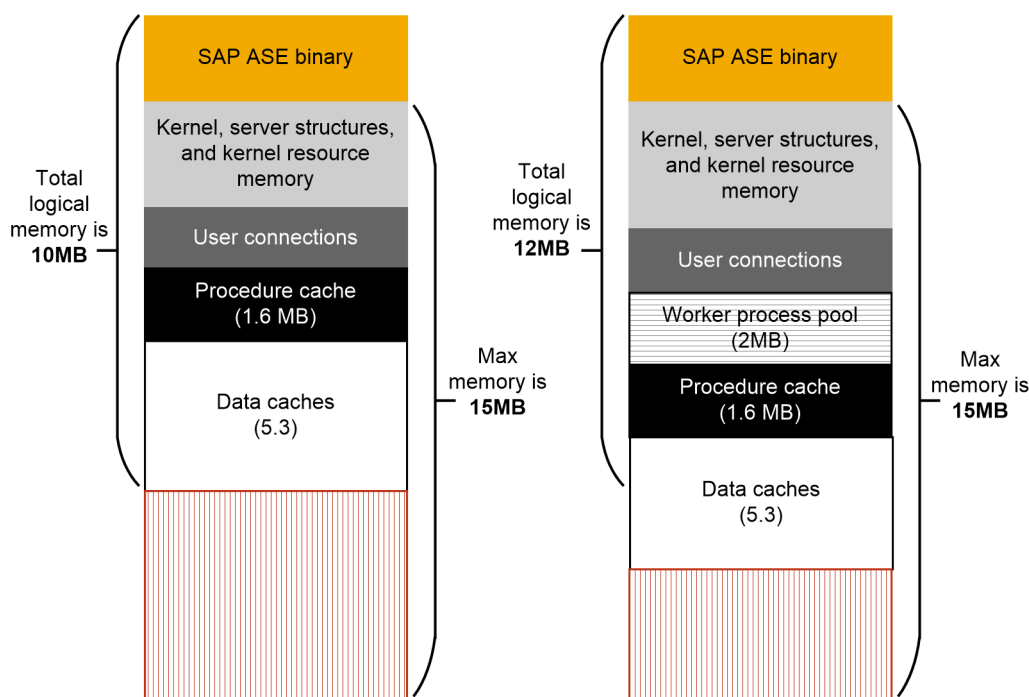 SAP ASE binary
Kernel, server structures,
and kernel resource
memory
User connections
Procedure cache
(1.6 MB)
Data caches
(5.3)
Total
logical
memory is
10MB
Max
memory is
15MB
SAP ASE binary
Kernel, server structures,
and kernel resource
memory
User connections
Worker process pool
(2MB)
Procedure cache
(1.6 MB)
Data caches
(5.3)
Total
logical
memory is
12MB
Max
memory is
15MB